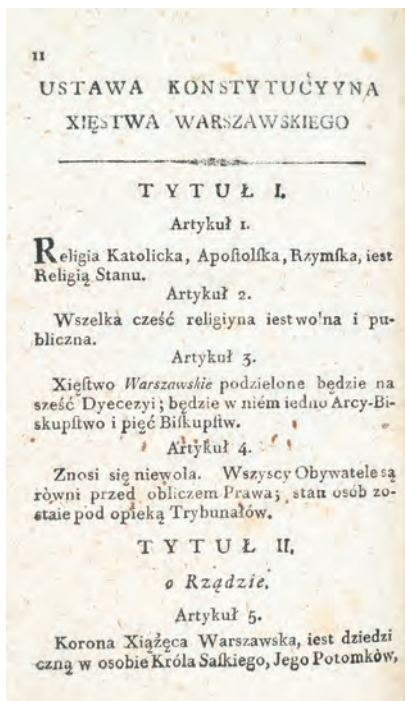 II
USTAWA KONSTYTUCYYNA
XIĘSTWA WARSZAWSKIEGO
TYTUŁ I.
Artykuł 1.
Religia Katolicka, Apoſtolſka, Rzymſka, iest
Religią Stanu.
Artykuł 2.
Wszelka cześć religiyna iest wo'na i pu-
bliczna.
Artykuł 3.
Xięſtwo Warszawskie podzielone będzie na
sześć Dyecezyi; będzie w niém iedno Arcy-Bi-
skupſtwo i pięć Biſkupſtw.
Artykuł 4.
Znosi się niewola. Wszyscy Obywatele są
równi przed obliczem Prawa; stan osób zo-
staie pod opieką Trybunałów.
TYTUŁ II.
o Rządzie.
Artykuł 5.
Korona Xiążęca Warszawska, iest dziedzi
czną w osobie Króla Saſkiego, Jego Potomków,